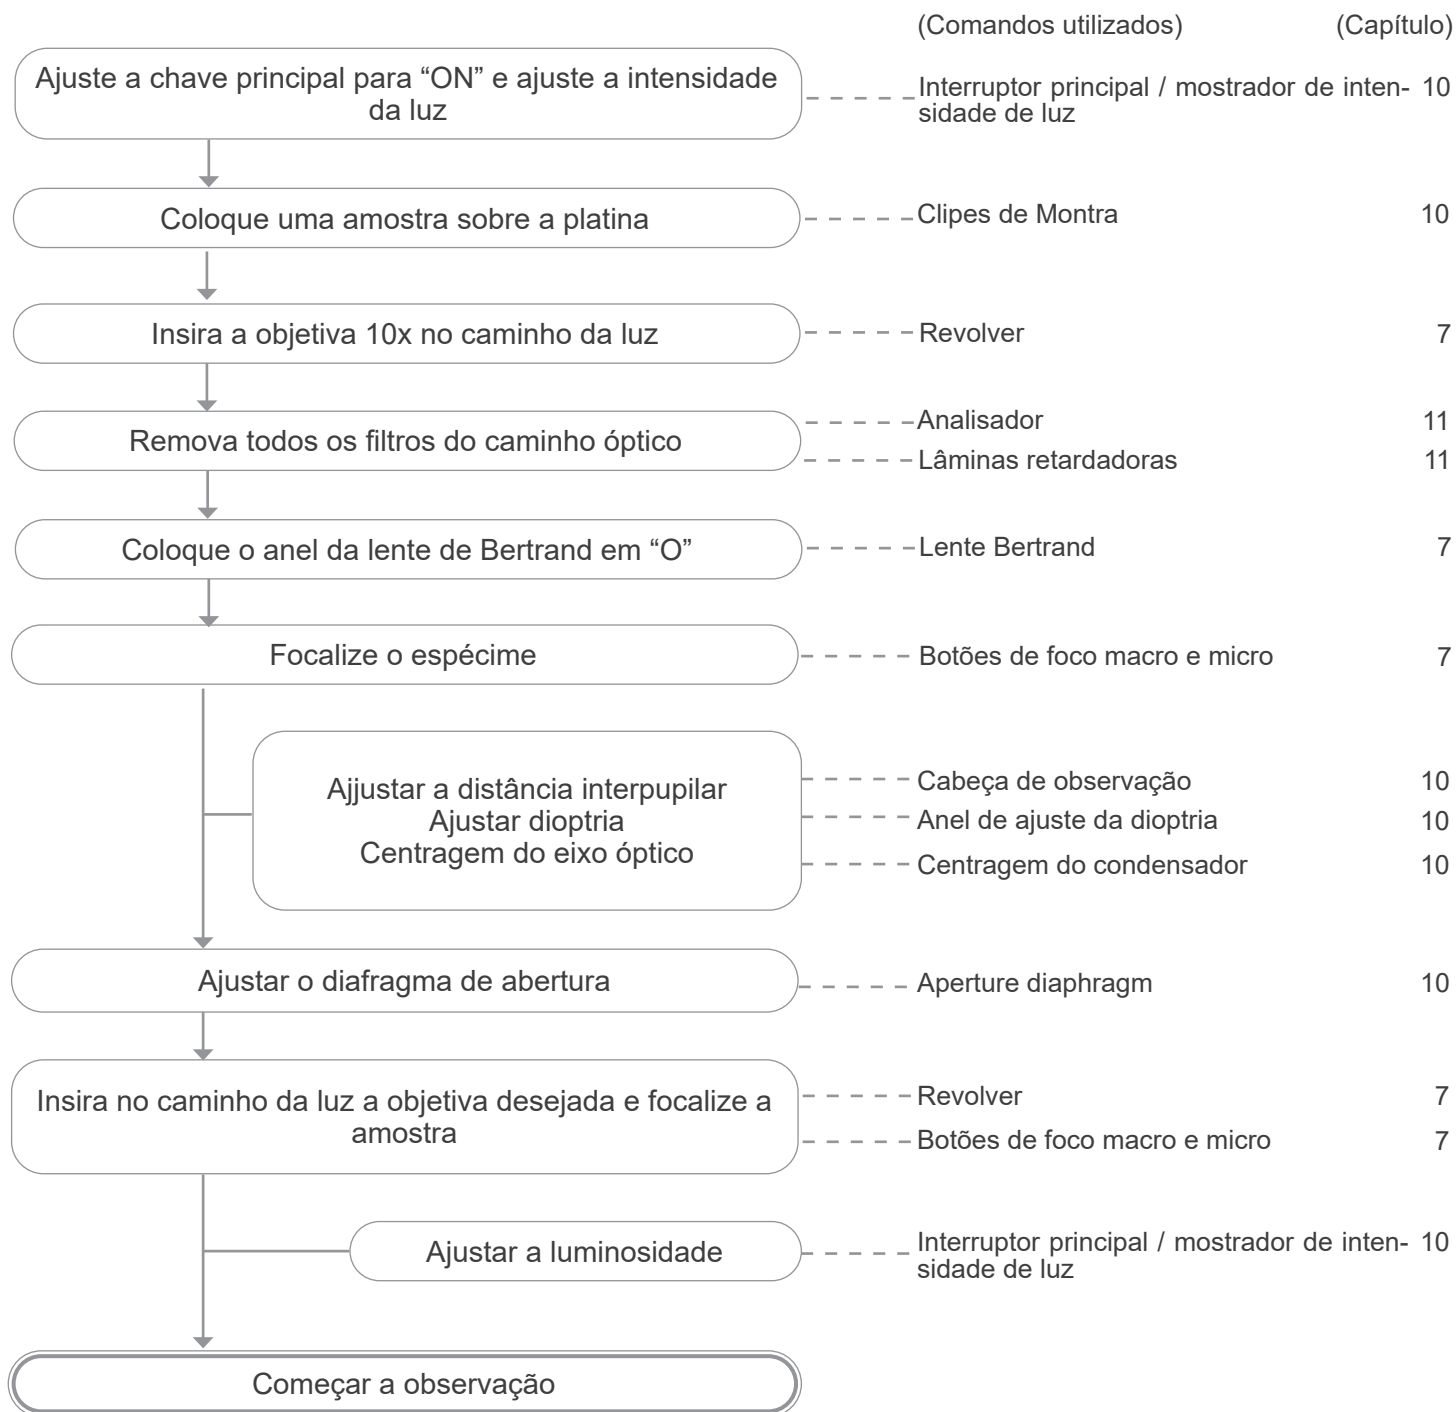 (Comandos utilizados) (Capítulo)
Ajuste a chave principal para “ON” e ajuste a intensidade
da luz
Interruptor principal / mostrador de inten- 10
sidade de luz
Coloque uma amostra sobre a platina
Clipes de Montra 10
Insira a objetiva 10x no caminho da luz
Revolver 7
Remova todos os filtros do caminho óptico
Analisador 11
Lâminas retardadoras 11
Coloque o anel da lente de Bertrand em “O”
Lente Bertrand 7
Focalize o espécime
Botões de foco macro e micro 7
Ajjustar a distância interpupilar
Ajustar dioptria
Centragem do eixo óptico
Cabeça de observação 10
Anel de ajuste da dioptria 10
Centragem do condensador 10
Ajustar o diafragma de abertura
Aperture diaphragm 10
Insira no caminho da luz a objetiva desejada e focalize a
amostra
Revolver 7
Botões de foco macro e micro 7
Ajustar a luminosidade
Interruptor principal / mostrador de inten- 10
sidade de luz
Começar a observação